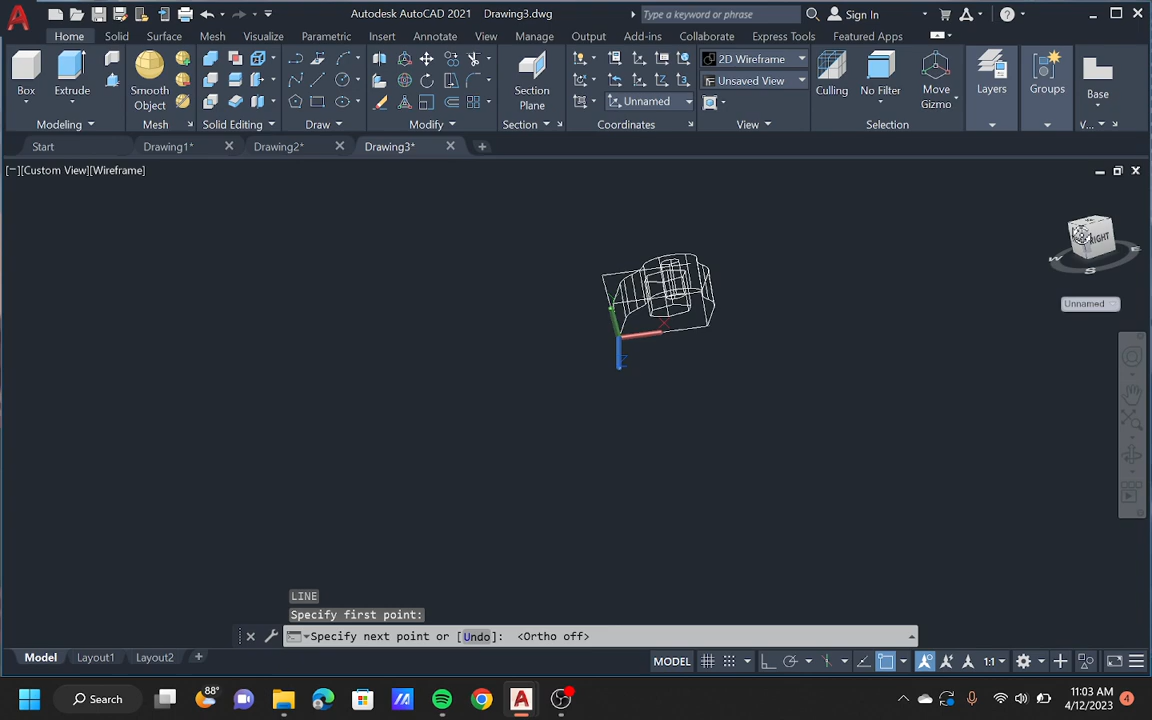 Autodesk AutoCAD 2021 Drawing3.dwg Type a keyword or phrase Sign In
Home Solid Surface Mesh Visualize Parametric Insert Annotate View Manage Output Add-ins Collaborate Express Tools Featured Apps
2D Wireframe
Unsaved View
Unnamed
Box Extrude Smooth Object Section Plane Culling No Filter Move Gizmo Layers Groups Base
Modeling Mesh Solid Editing Draw Modify Section Coordinates View Selection V...
Start Drawing1* Drawing2* Drawing3*
[−][Custom View][Wireframe]
RIGHT
W S E
Unnamed
X
Z
LINE
Specify first point:
Specify next point or [Undo]: <Ortho off>
Model Layout1 Layout2 MODEL 1:1
Search 88° 11:03 AM
4/12/2023 4